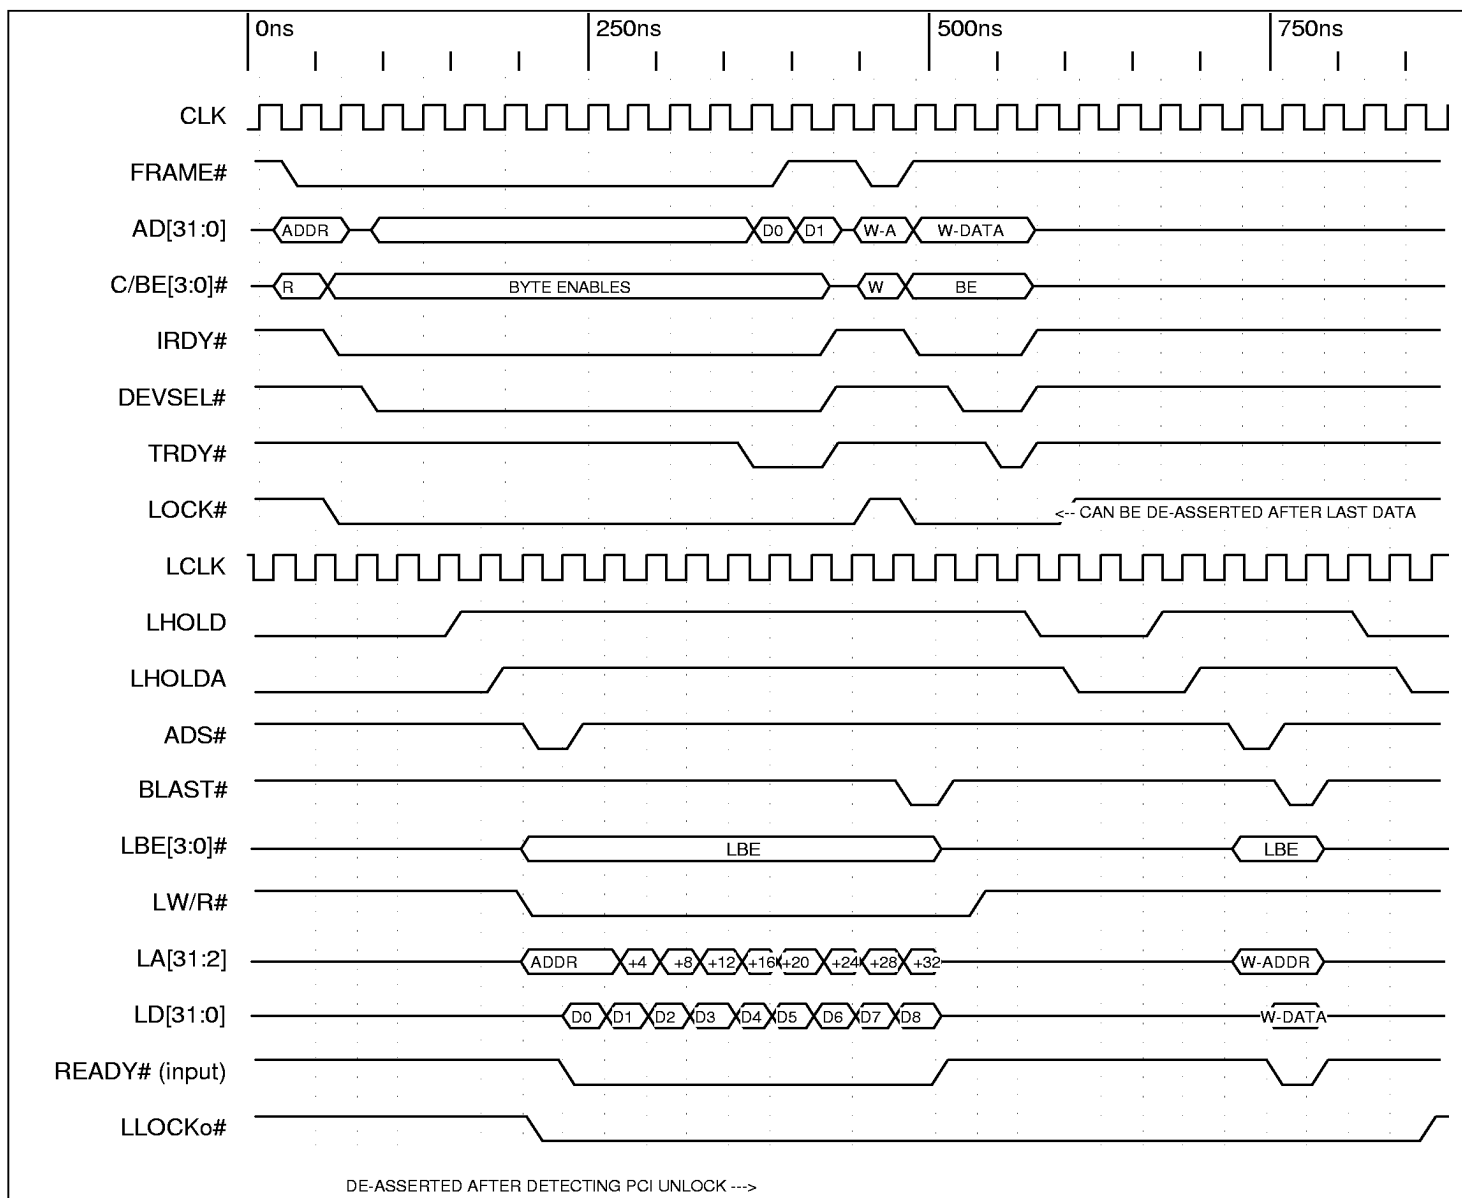 0ns 250ns 500ns 750ns
CLK
FRAME#
AD[31:0] ADDR D0 D1 W-A W-DATA
C/BE[3:0]# R BYTE ENABLES W BE
IRDY#
DEVSEL#
TRDY#
LOCK# <-- CAN BE DE-ASSERTED AFTER LAST DATA
LCLK
LHOLD
LHOLDA
ADS#
BLAST#
LBE[3:0]# LBE LBE
LW/R#
LA[31:2] ADDR +4 +8 +12 +16 +20 +24 +28 +32 W-ADDR
LD[31:0] D0 D1 D2 D3 D4 D5 D6 D7 D8 W-DATA
READY# (input)
LLOCKo#
DE-ASSERTED AFTER DETECTING PCI UNLOCK --->